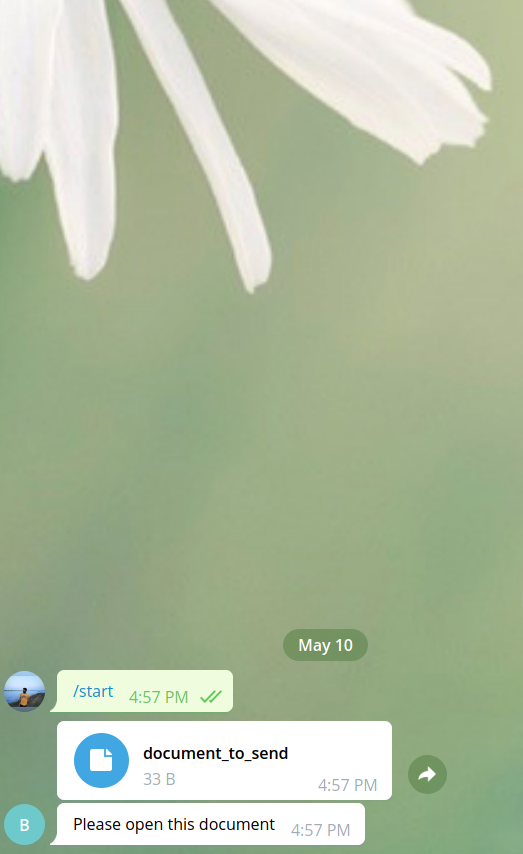 May 10
/start 4:57 PM
document_to_send
33 B 4:57 PM
B
Please open this document 4:57 PM